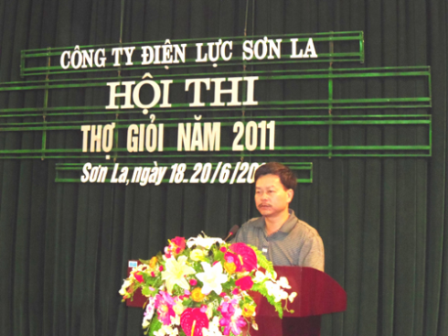 CÔNG TY ĐIỆN LỰC SƠN LA
HỘI THI
THỢ GIỎI NĂM 2011
Sơn La, ngày 18.20/6/20